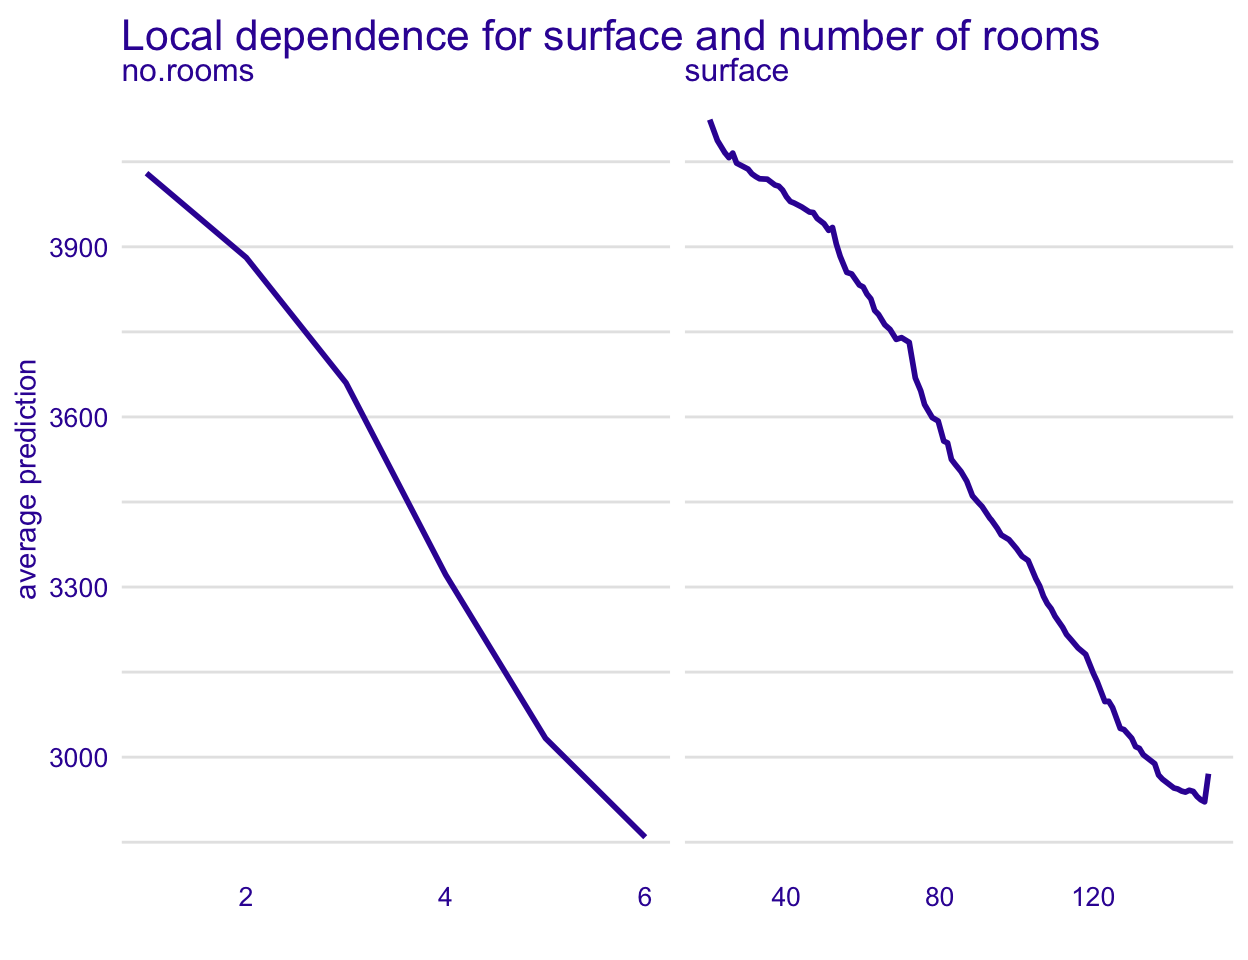 Local dependence for surface and number of rooms
no.rooms
surface
average prediction
3900
3600
3300
3000
2
4
6
40
80
120